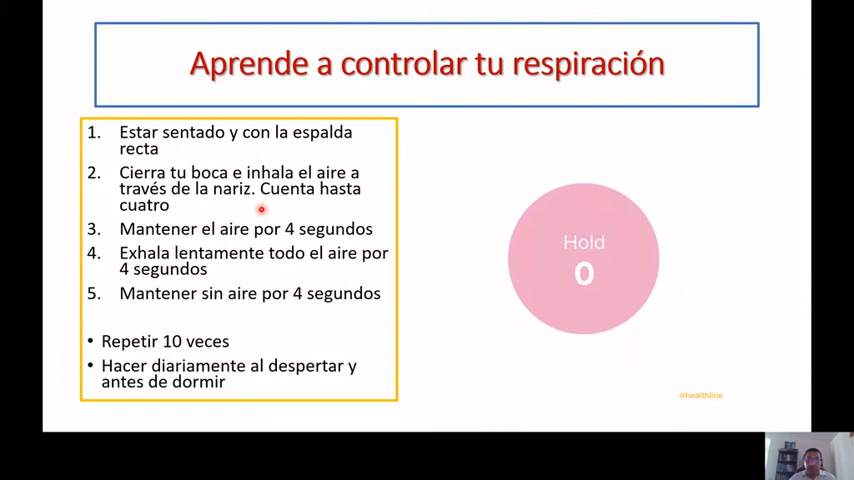 Aprende a controlar tu respiración
1. Estar sentado y con la espalda
recta
2. Cierra tu boca e inhala el aire a
través de la nariz. Cuenta hasta
cuatro
3. Mantener el aire por 4 segundos
4. Exhala lentamente todo el aire por
4 segundos
5. Mantener sin aire por 4 segundos
• Repetir 10 veces
• Hacer diariamente al despertar y
antes de dormir
Hold
0
@healthline